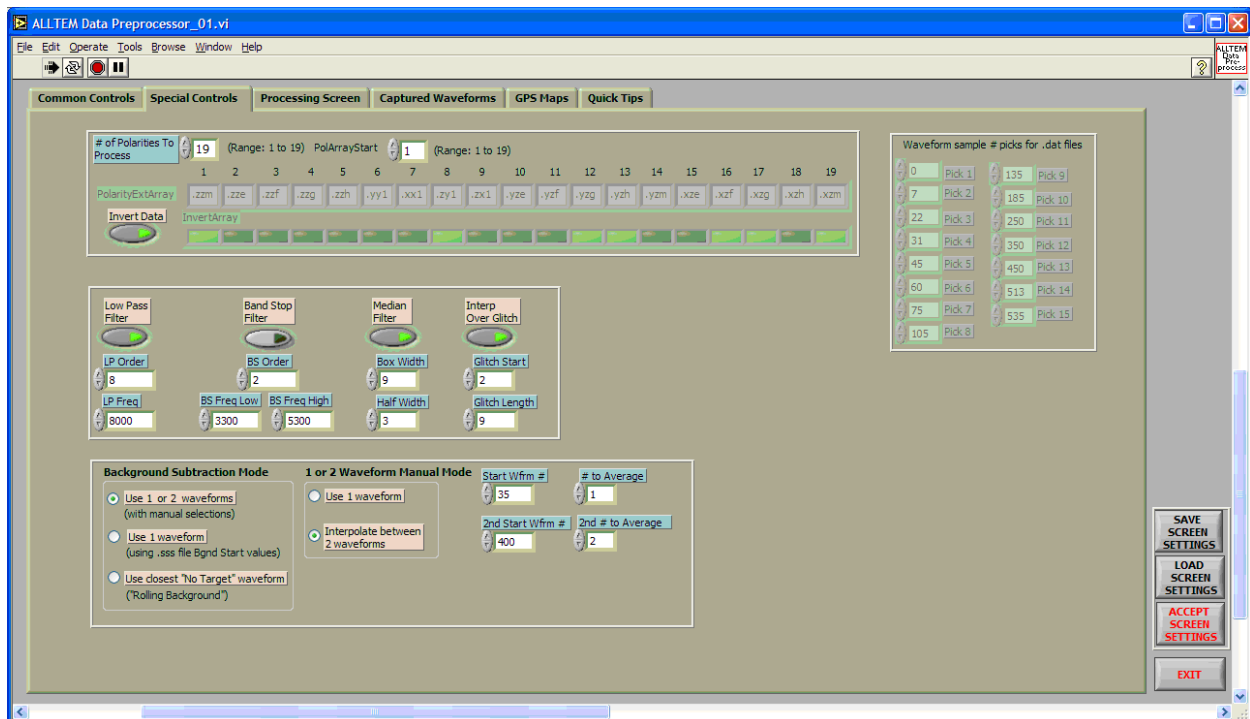 ALLTEM Data Preprocessor_01.vi
File Edit Operate Tools Browse Window Help
ALLTEM
Data
Pre-
process
?
Common Controls Special Controls Processing Screen Captured Waveforms GPS Maps Quick Tips
# of Polarities To
Process
19 (Range: 1 to 19) PolArrayStart 1 (Range: 1 to 19)
1 2 3 4 5 6 7 8 9 10 11 12 13 14 15 16 17 18 19
PolarityExtArray .zzm .zze .zzf .zzg .zzh .yy1 .xx1 .zy1 .zx1 .yze .yzf .yzg .yzh .yzm .xze .xzf .xzg .xzh .xzm
Invert Data InvertArray
Waveform sample # picks for .dat files
0 Pick 1 135 Pick 9
7 Pick 2 185 Pick 10
22 Pick 3 250 Pick 11
31 Pick 4 350 Pick 12
45 Pick 5 450 Pick 13
60 Pick 6 513 Pick 14
75 Pick 7 535 Pick 15
105 Pick 8
Low Pass
Filter
Band Stop
Filter
Median
Filter
Interp
Over Glitch
LP Order BS Order Box Width Glitch Start
8 2 9 2
LP Freq BS Freq Low BS Freq High Half Width Glitch Length
8000 3300 5300 3 9
Background Subtraction Mode
Use 1 or 2 waveforms
(with manual selections)
Use 1 waveform
(using .sss file Bgnd Start values)
Use closest "No Target" waveform
("Rolling Background")
1 or 2 Waveform Manual Mode
Use 1 waveform
Interpolate between
2 waveforms
Start Wfrm # # to Average
35 1
2nd Start Wfrm # 2nd # to Average
400 2
SAVE
SCREEN
SETTINGS
LOAD
SCREEN
SETTINGS
ACCEPT
SCREEN
SETTINGS
EXIT